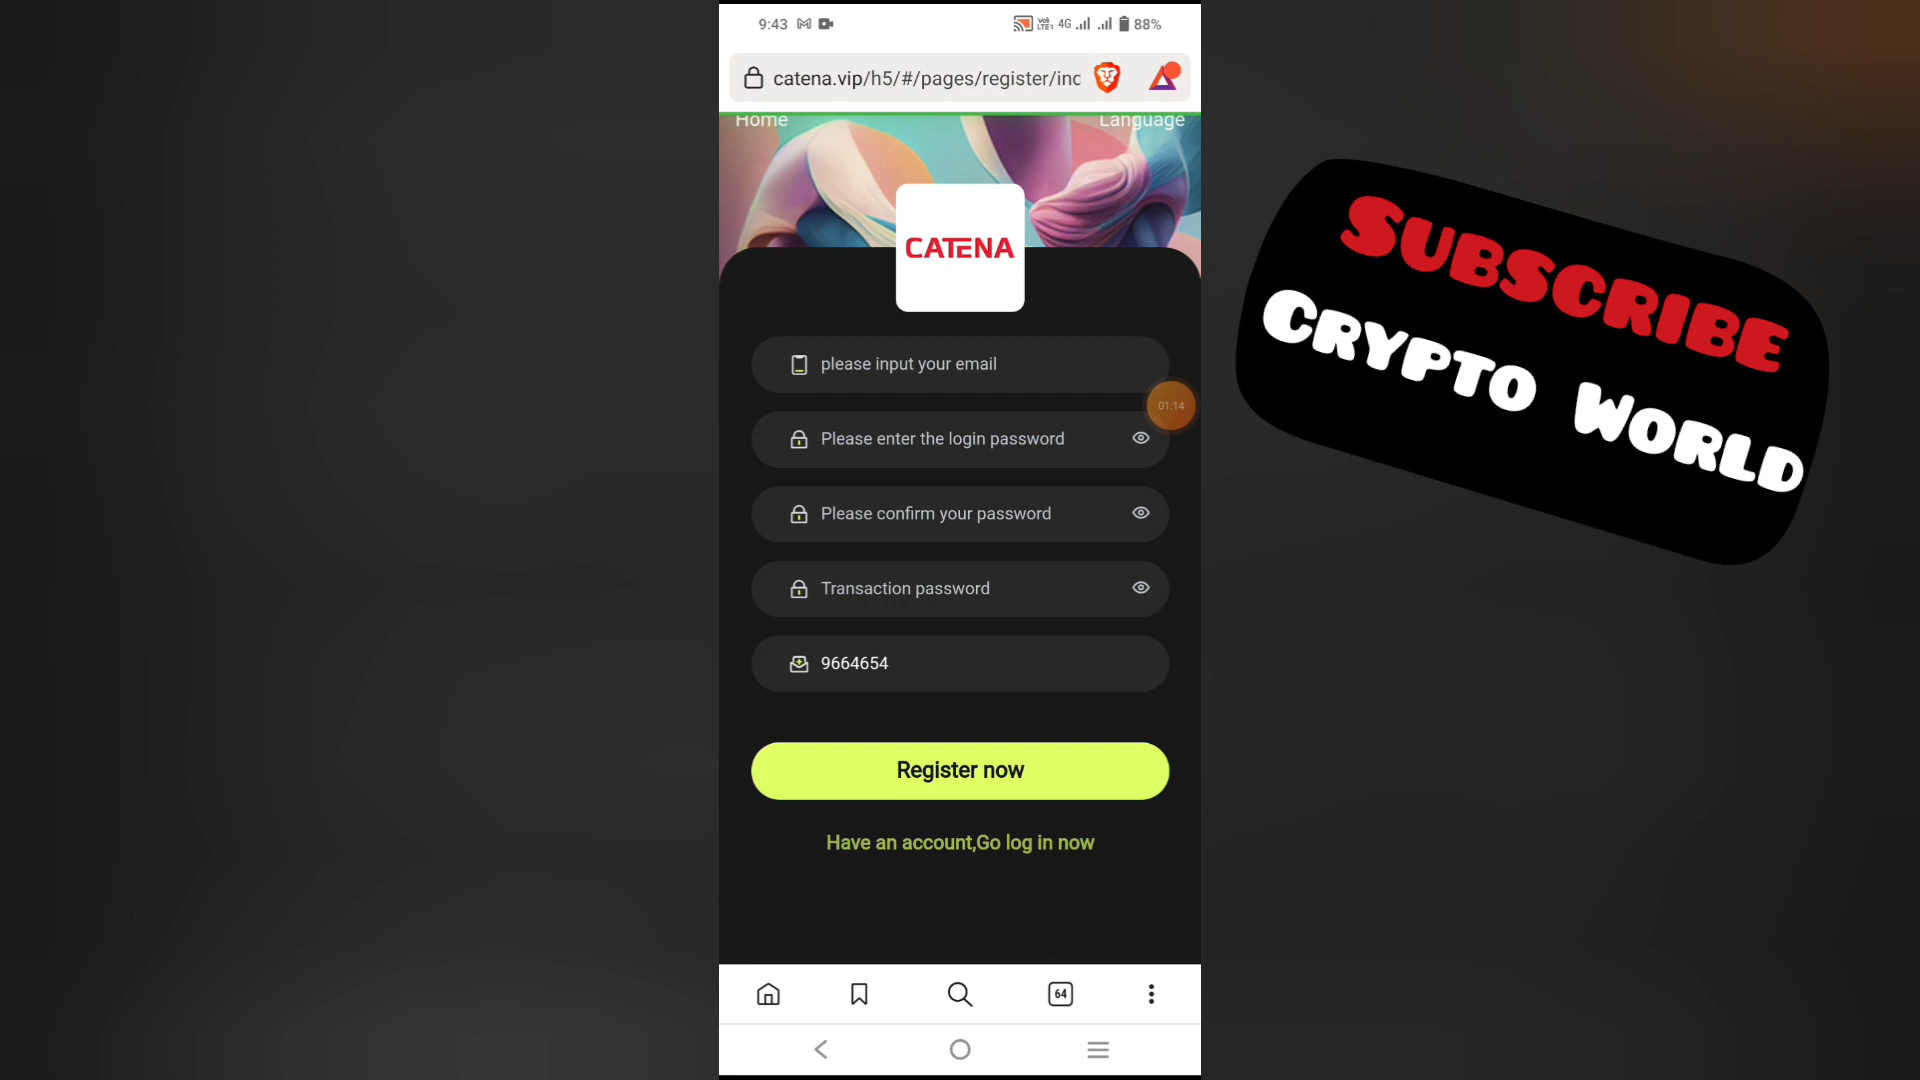 9:43
VoLTE1 4G 88%
catena.vip/h5/#/pages/register/inc
Home
Language
CATENA
please input your email
01:14
Please enter the login password
Please confirm your password
Transaction password
9664654
Register now
Have an account,Go log in now
64
SUBSCRIBE
CRYPTO WORLD